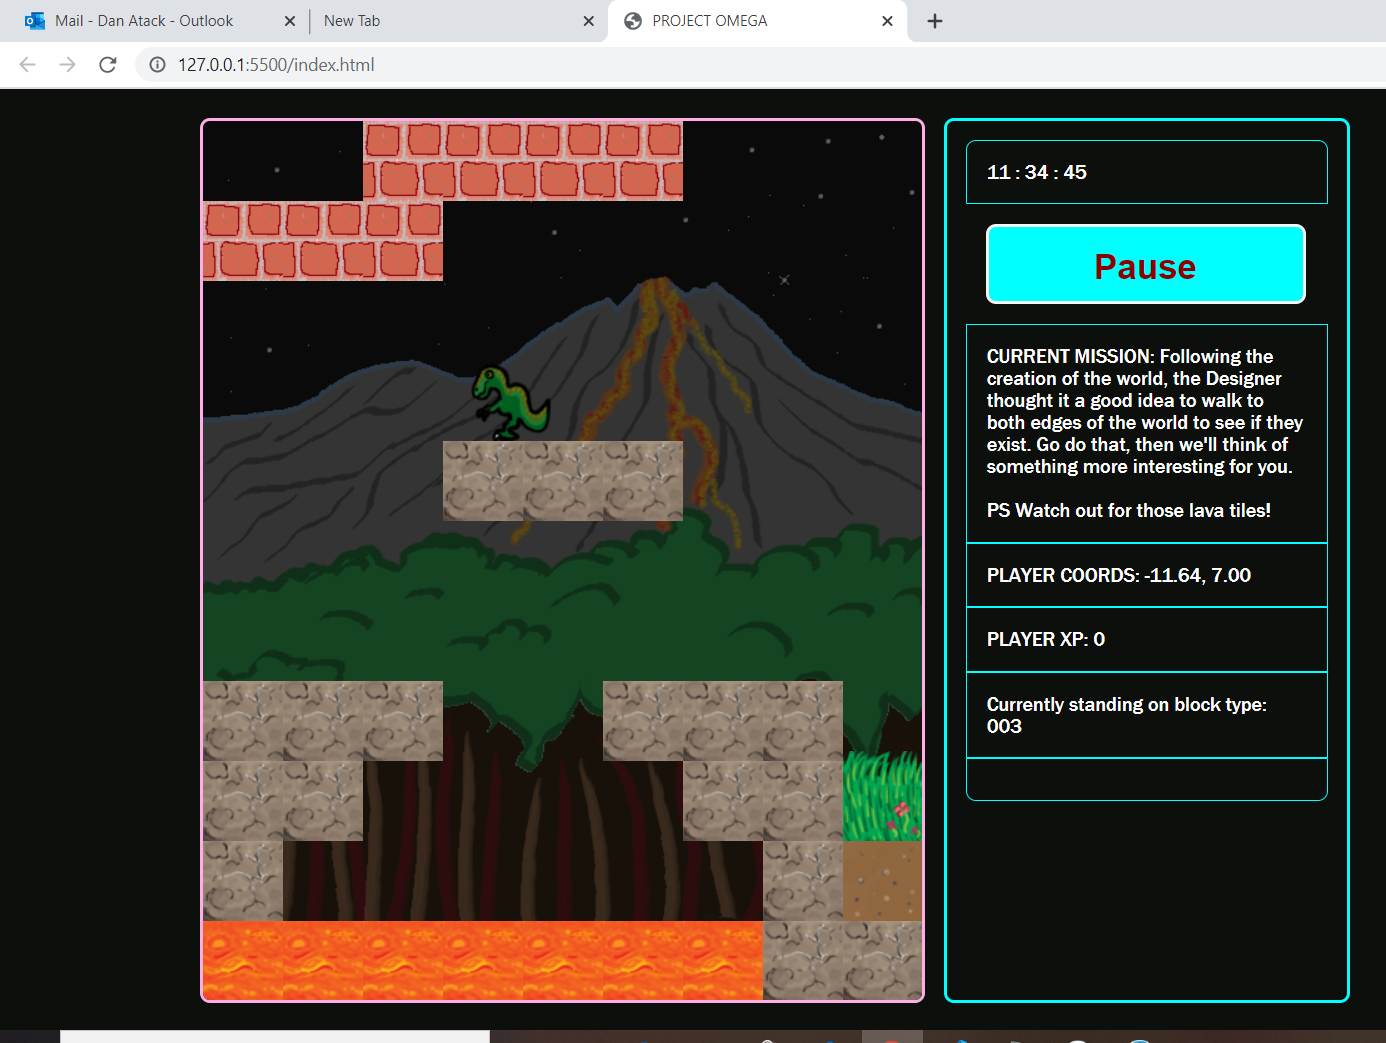 Mail - Dan Atack - Outlook
New Tab
PROJECT OMEGA
127.0.0.1:5500/index.html
11 : 34 : 45
Pause
CURRENT MISSION: Following the
creation of the world, the Designer
thought it a good idea to walk to
both edges of the world to see if they
exist. Go do that, then we'll think of
something more interesting for you.
PS Watch out for those lava tiles!
PLAYER COORDS: -11.64, 7.00
PLAYER XP: 0
Currently standing on block type:
003